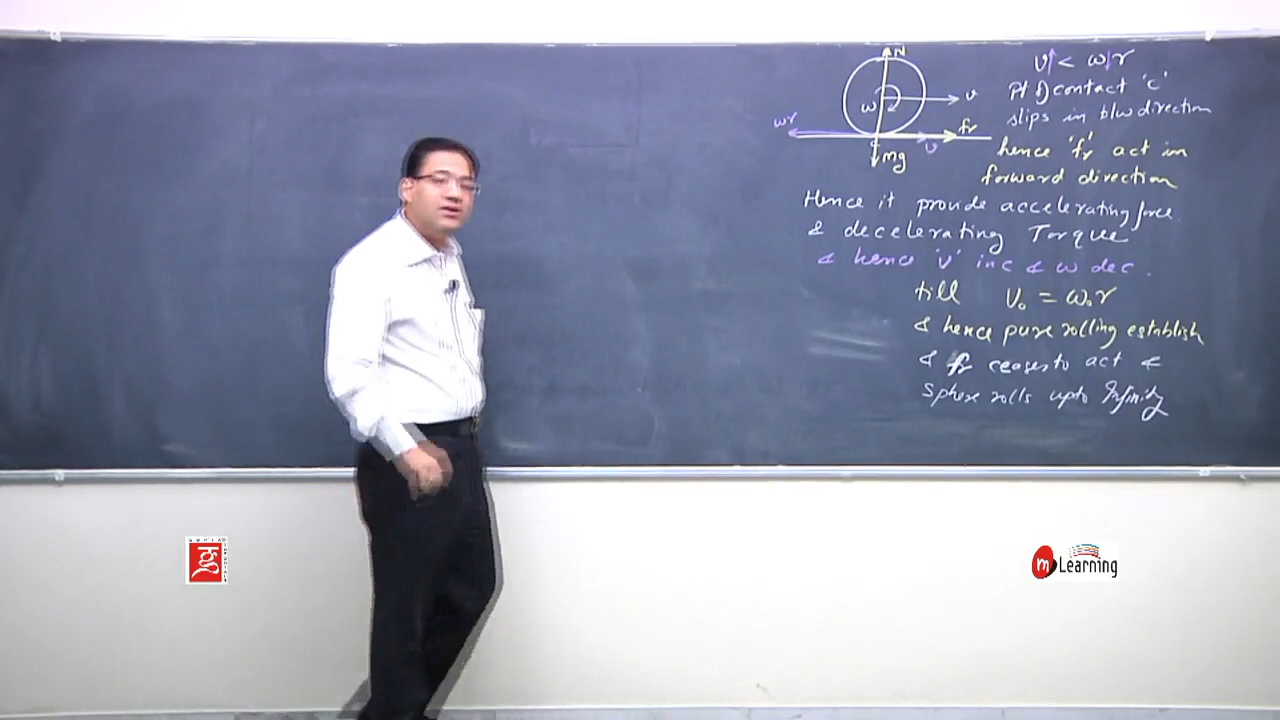 N
v < ωr
ω
v
Pt of contact 'c'
slips in b/w direction
ωr
fr
v
mg
hence 'fr' act in
forward direction
Hence it provide accelerating force
& decelerating Torque
& hence 'v' inc & ω dec.
till V₀ = ω₀r
& hence pure rolling establish
& fr ceases to act &
Sphere rolls upto Infinity
m Learning